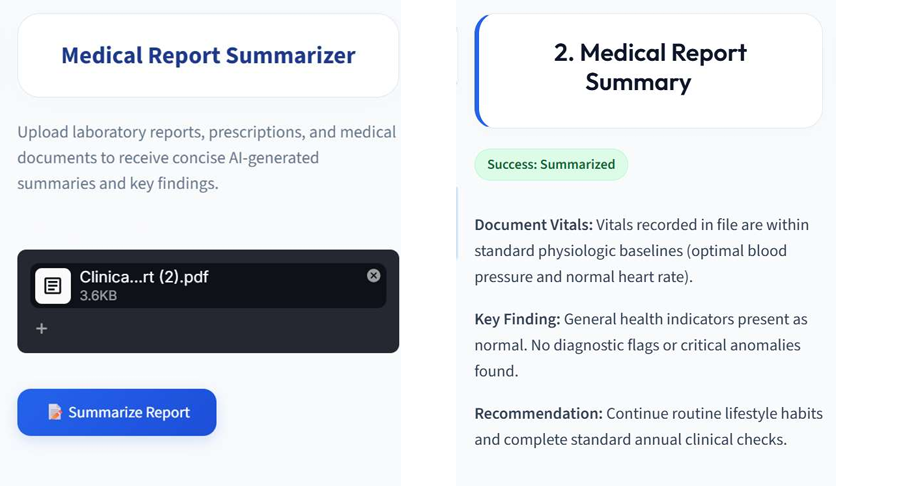 Medical Report Summarizer
Upload laboratory reports, prescriptions, and medical
documents to receive concise AI-generated
summaries and key findings.
Clinica...rt (2).pdf
3.6KB
+
📝 Summarize Report
2. Medical Report
Summary
Success: Summarized
Document Vitals: Vitals recorded in file are within
standard physiologic baselines (optimal blood
pressure and normal heart rate).
Key Finding: General health indicators present as
normal. No diagnostic flags or critical anomalies
found.
Recommendation: Continue routine lifestyle habits
and complete standard annual clinical checks.